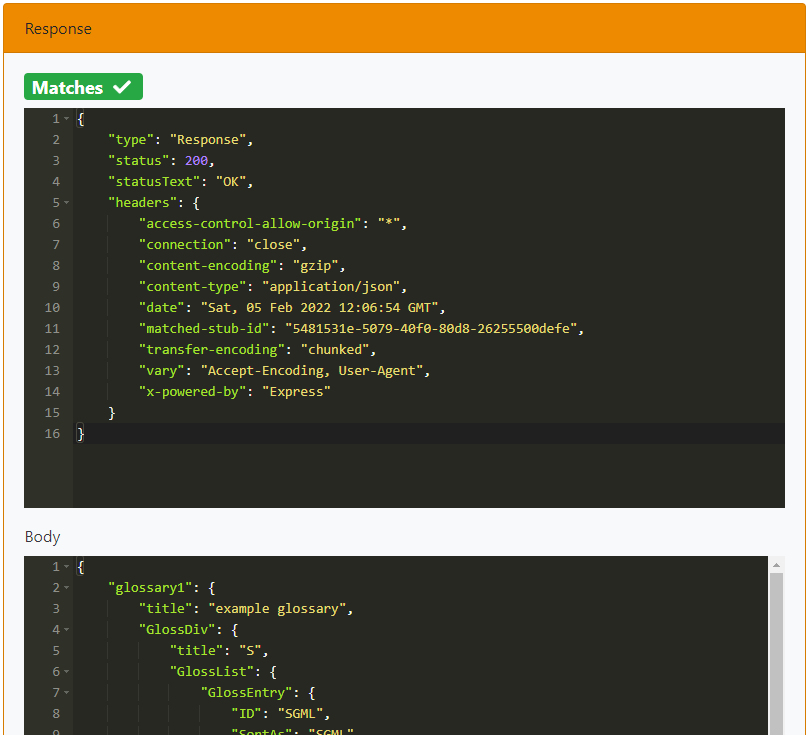 Response
Matches
1 {
2 "type": "Response",
3 "status": 200,
4 "statusText": "OK",
5 "headers": {
6 "access-control-allow-origin": "*",
7 "connection": "close",
8 "content-encoding": "gzip",
9 "content-type": "application/json",
10 "date": "Sat, 05 Feb 2022 12:06:54 GMT",
11 "matched-stub-id": "5481531e-5079-40f0-80d8-26255500defe",
12 "transfer-encoding": "chunked",
13 "vary": "Accept-Encoding, User-Agent",
14 "x-powered-by": "Express"
15 }
16 }
Body
1 {
2 "glossary1": {
3 "title": "example glossary",
4 "GlossDiv": {
5 "title": "S",
6 "GlossList": {
7 "GlossEntry": {
8 "ID": "SGML",
9 "SortAs": "SGML",